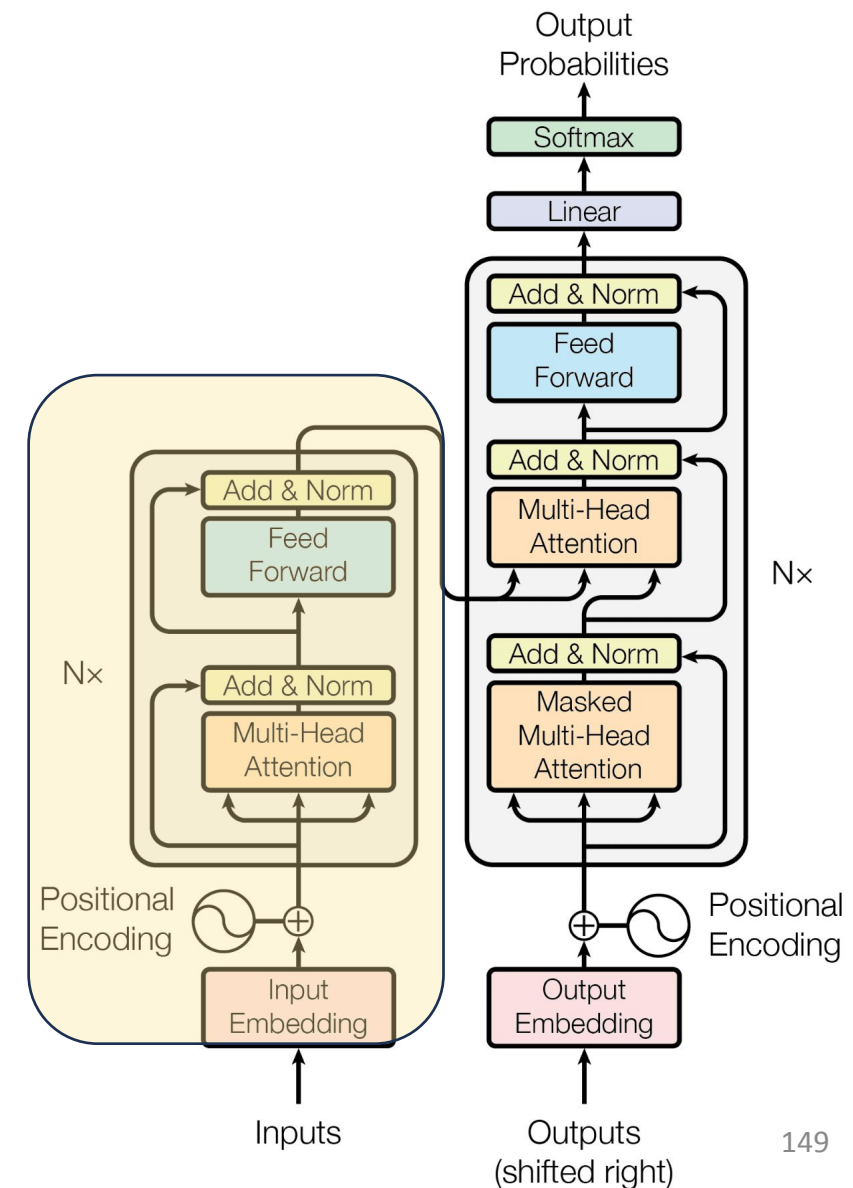 Output
Probabilities
Softmax
Linear
Add & Norm
Feed
Forward
Add & Norm
Multi-Head
Attention
N×
Add & Norm
Masked
Multi-Head
Attention
Positional
Encoding
Output
Embedding
Outputs
(shifted right)
Add & Norm
Feed
Forward
N×
Add & Norm
Multi-Head
Attention
Positional
Encoding
Input
Embedding
Inputs
149